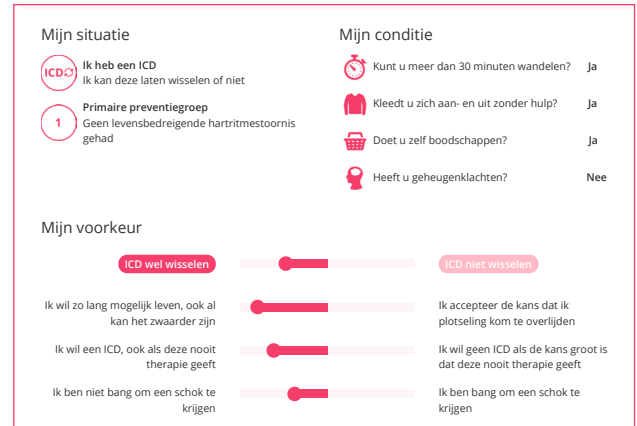 Mijn situatie
ICD
Ik heb een ICD
Ik kan deze laten wisselen of niet
1
Primaire preventiegroep
Geen levensbedreigende hartritmestoornis
gehad
Mijn conditie
Kunt u meer dan 30 minuten wandelen? Ja
Kleedt u zich aan- en uit zonder hulp? Ja
Doet u zelf boodschappen? Ja
Heeft u geheugenklachten? Nee
Mijn voorkeur
ICD wel wisselen
ICD niet wisselen
Ik wil zo lang mogelijk leven, ook al
kan het zwaarder zijn
Ik accepteer de kans dat ik
plotseling kom te overlijden
Ik wil een ICD, ook als deze nooit
therapie geeft
Ik wil geen ICD als de kans groot is
dat deze nooit therapie geeft
Ik ben niet bang om een schok te
krijgen
Ik ben bang om een schok te
krijgen